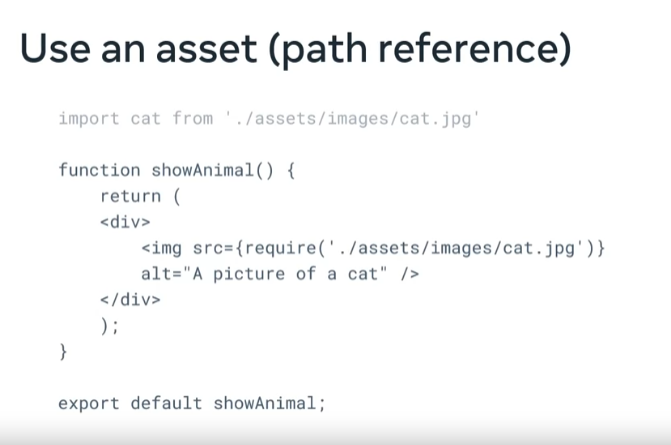 Use an asset (path reference)
import cat from './assets/images/cat.jpg'
function showAnimal() {
return (
<div>
<img src={require('./assets/images/cat.jpg')}
alt="A picture of a cat" />
</div>
);
}
export default showAnimal;